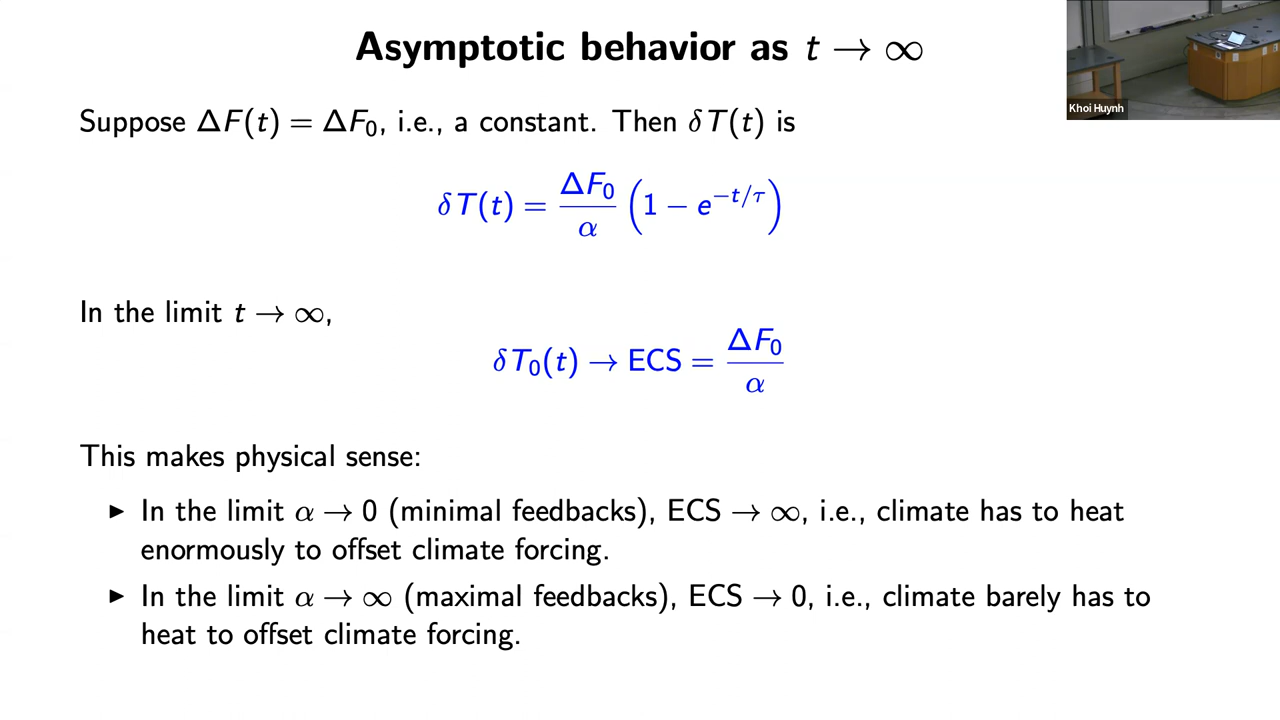 Asymptotic behavior as t → ∞
Khoi Huynh
Suppose ΔF(t) = ΔF₀, i.e., a constant. Then δT(t) is
δT(t) = ΔF₀/α (1 − e^{−t/τ})
In the limit t → ∞,
δT₀(t) → ECS = ΔF₀/α
This makes physical sense:
▶ In the limit α → 0 (minimal feedbacks), ECS → ∞, i.e., climate has to heat
enormously to offset climate forcing.
▶ In the limit α → ∞ (maximal feedbacks), ECS → 0, i.e., climate barely has to
heat to offset climate forcing.